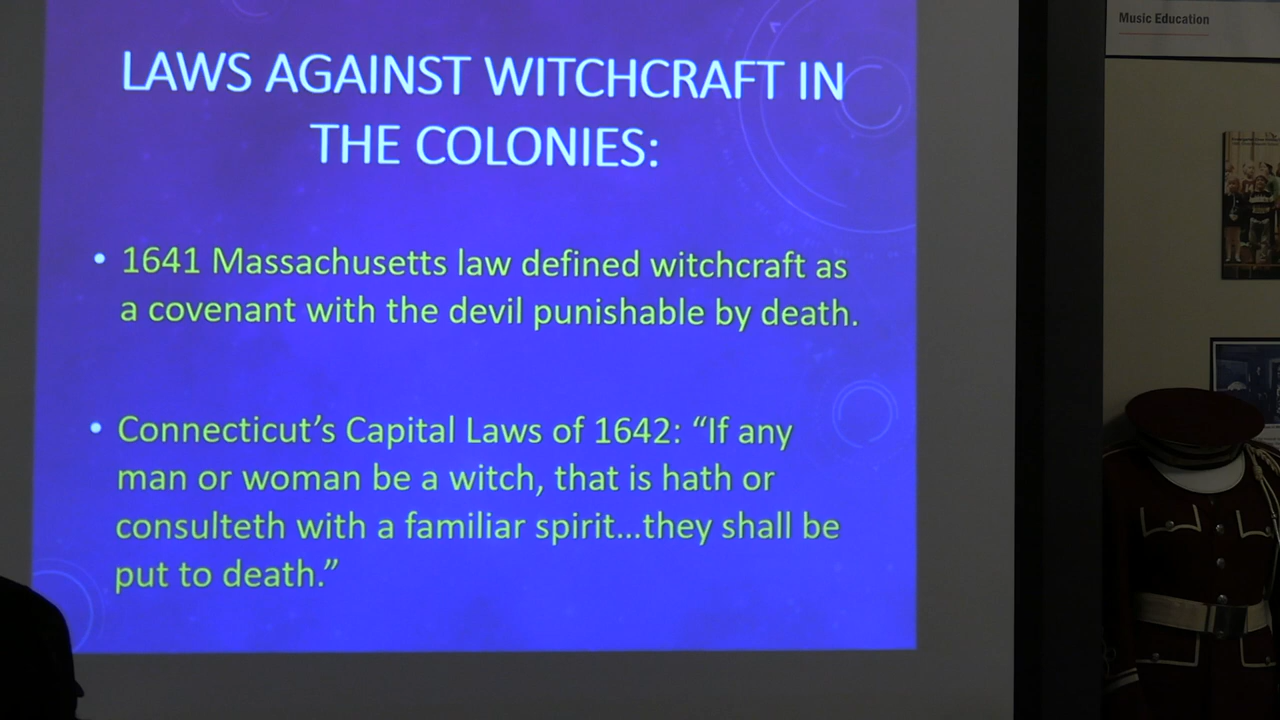 LAWS AGAINST WITCHCRAFT IN
THE COLONIES:
• 1641 Massachusetts law defined witchcraft as
a covenant with the devil punishable by death.
• Connecticut’s Capital Laws of 1642: “If any
man or woman be a witch, that is hath or
consulteth with a familiar spirit...they shall be
put to death.”
Music Education